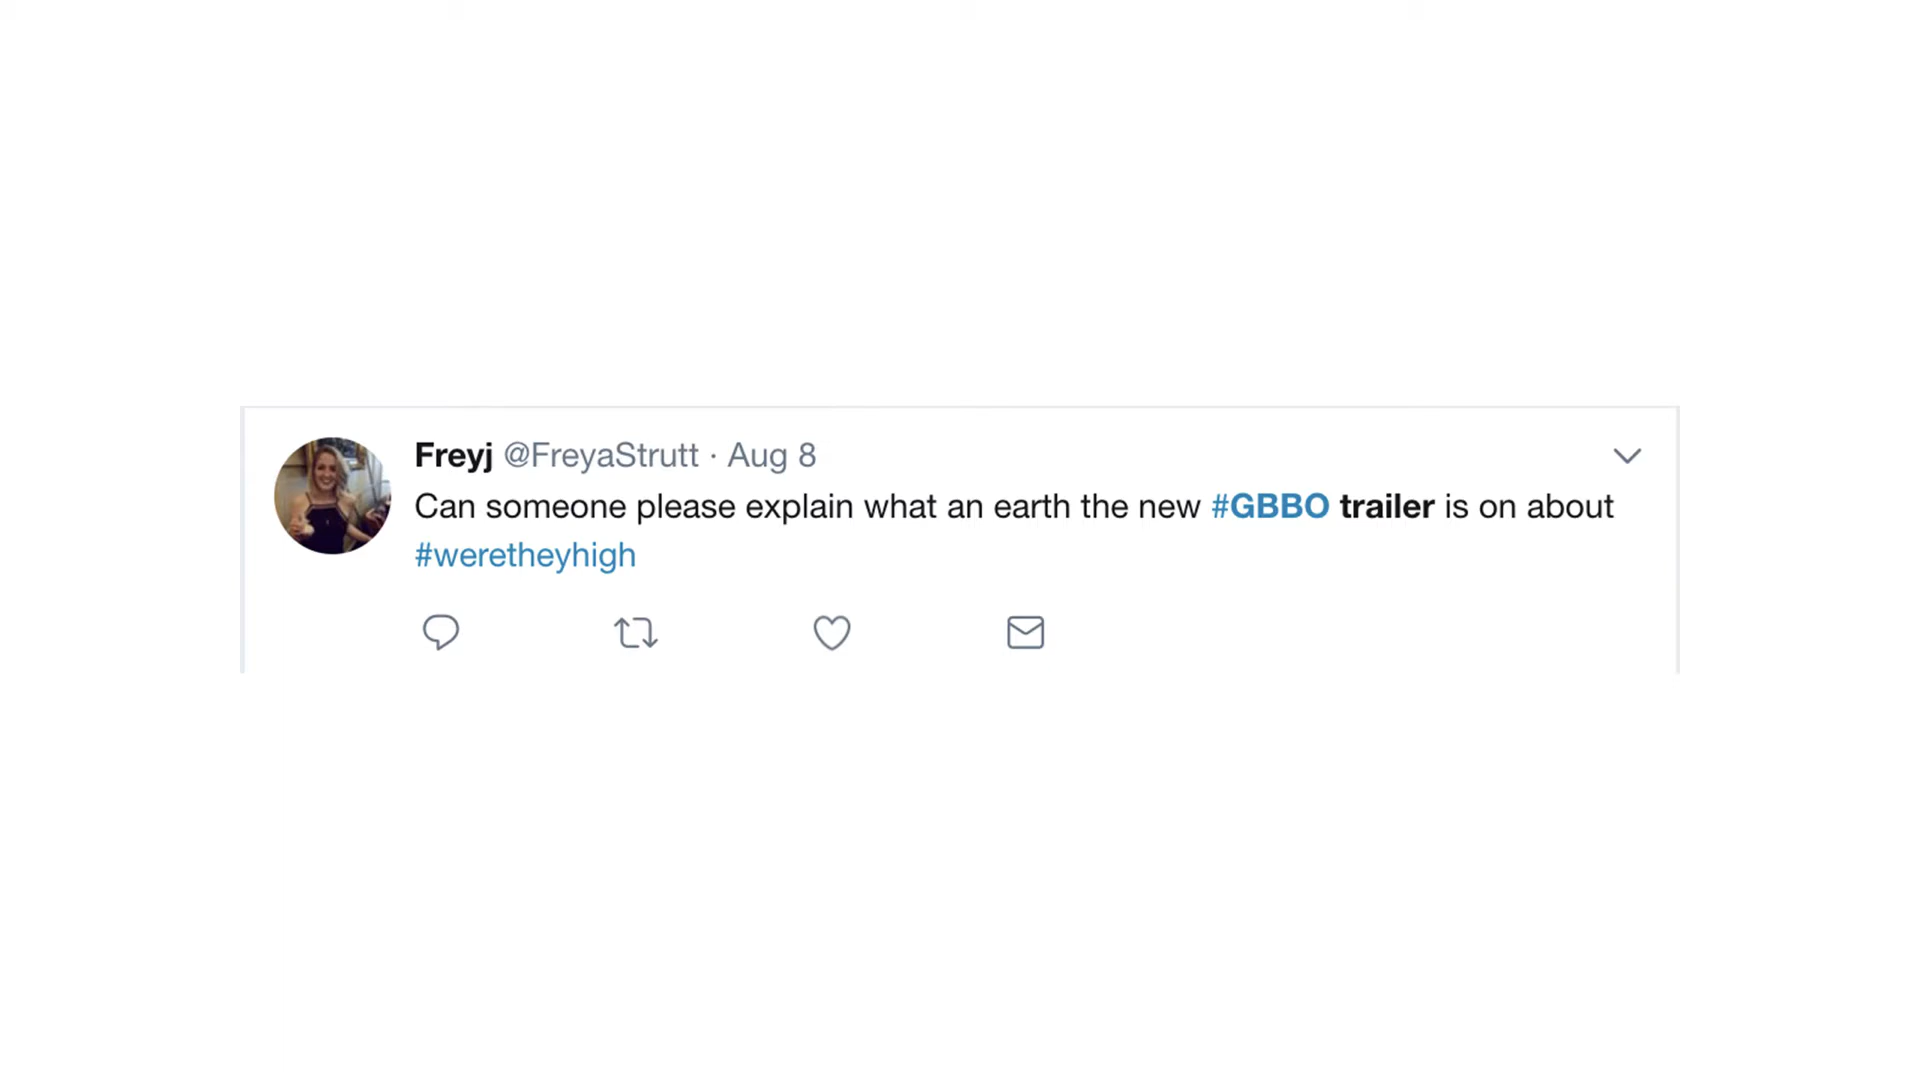 Freyj @FreyaStrutt · Aug 8
Can someone please explain what an earth the new #GBBO trailer is on about
#weretheyhigh